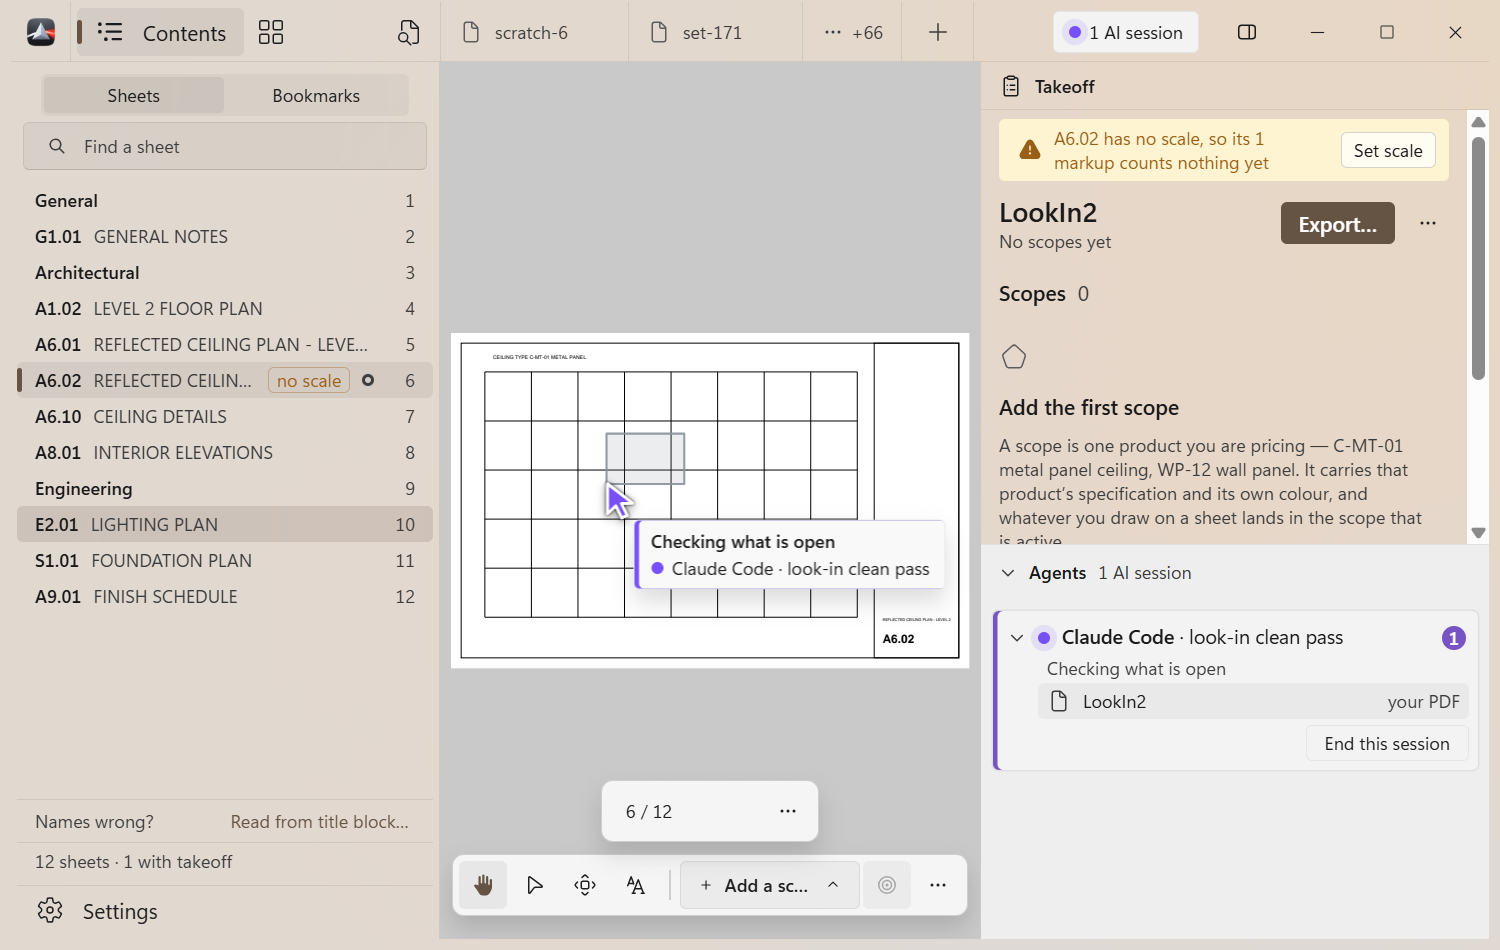 Contents
scratch-6
set-171
··· +66
1 AI session
Sheets
Bookmarks
Find a sheet
General 1
G1.01 GENERAL NOTES 2
Architectural 3
A1.02 LEVEL 2 FLOOR PLAN 4
A6.01 REFLECTED CEILING PLAN - LEVE... 5
A6.02 REFLECTED CEILIN... no scale 6
A6.10 CEILING DETAILS 7
A8.01 INTERIOR ELEVATIONS 8
Engineering 9
E2.01 LIGHTING PLAN 10
S1.01 FOUNDATION PLAN 11
A9.01 FINISH SCHEDULE 12
Names wrong? Read from title block...
12 sheets · 1 with takeoff
Settings
CEILING TYPE C-MT-01 METAL PANEL
Checking what is open
Claude Code · look-in clean pass
REFLECTED CEILING PLAN - LEVEL 2
A6.02
6 / 12
+ Add a sc...
Takeoff
A6.02 has no scale, so its 1
markup counts nothing yet
Set scale
LookIn2
No scopes yet
Export...
Scopes 0
Add the first scope
A scope is one product you are pricing — C-MT-01
metal panel ceiling, WP-12 wall panel. It carries that
product's specification and its own colour, and
whatever you draw on a sheet lands in the scope that
is active.
Agents 1 AI session
Claude Code · look-in clean pass 1
Checking what is open
LookIn2 your PDF
End this session